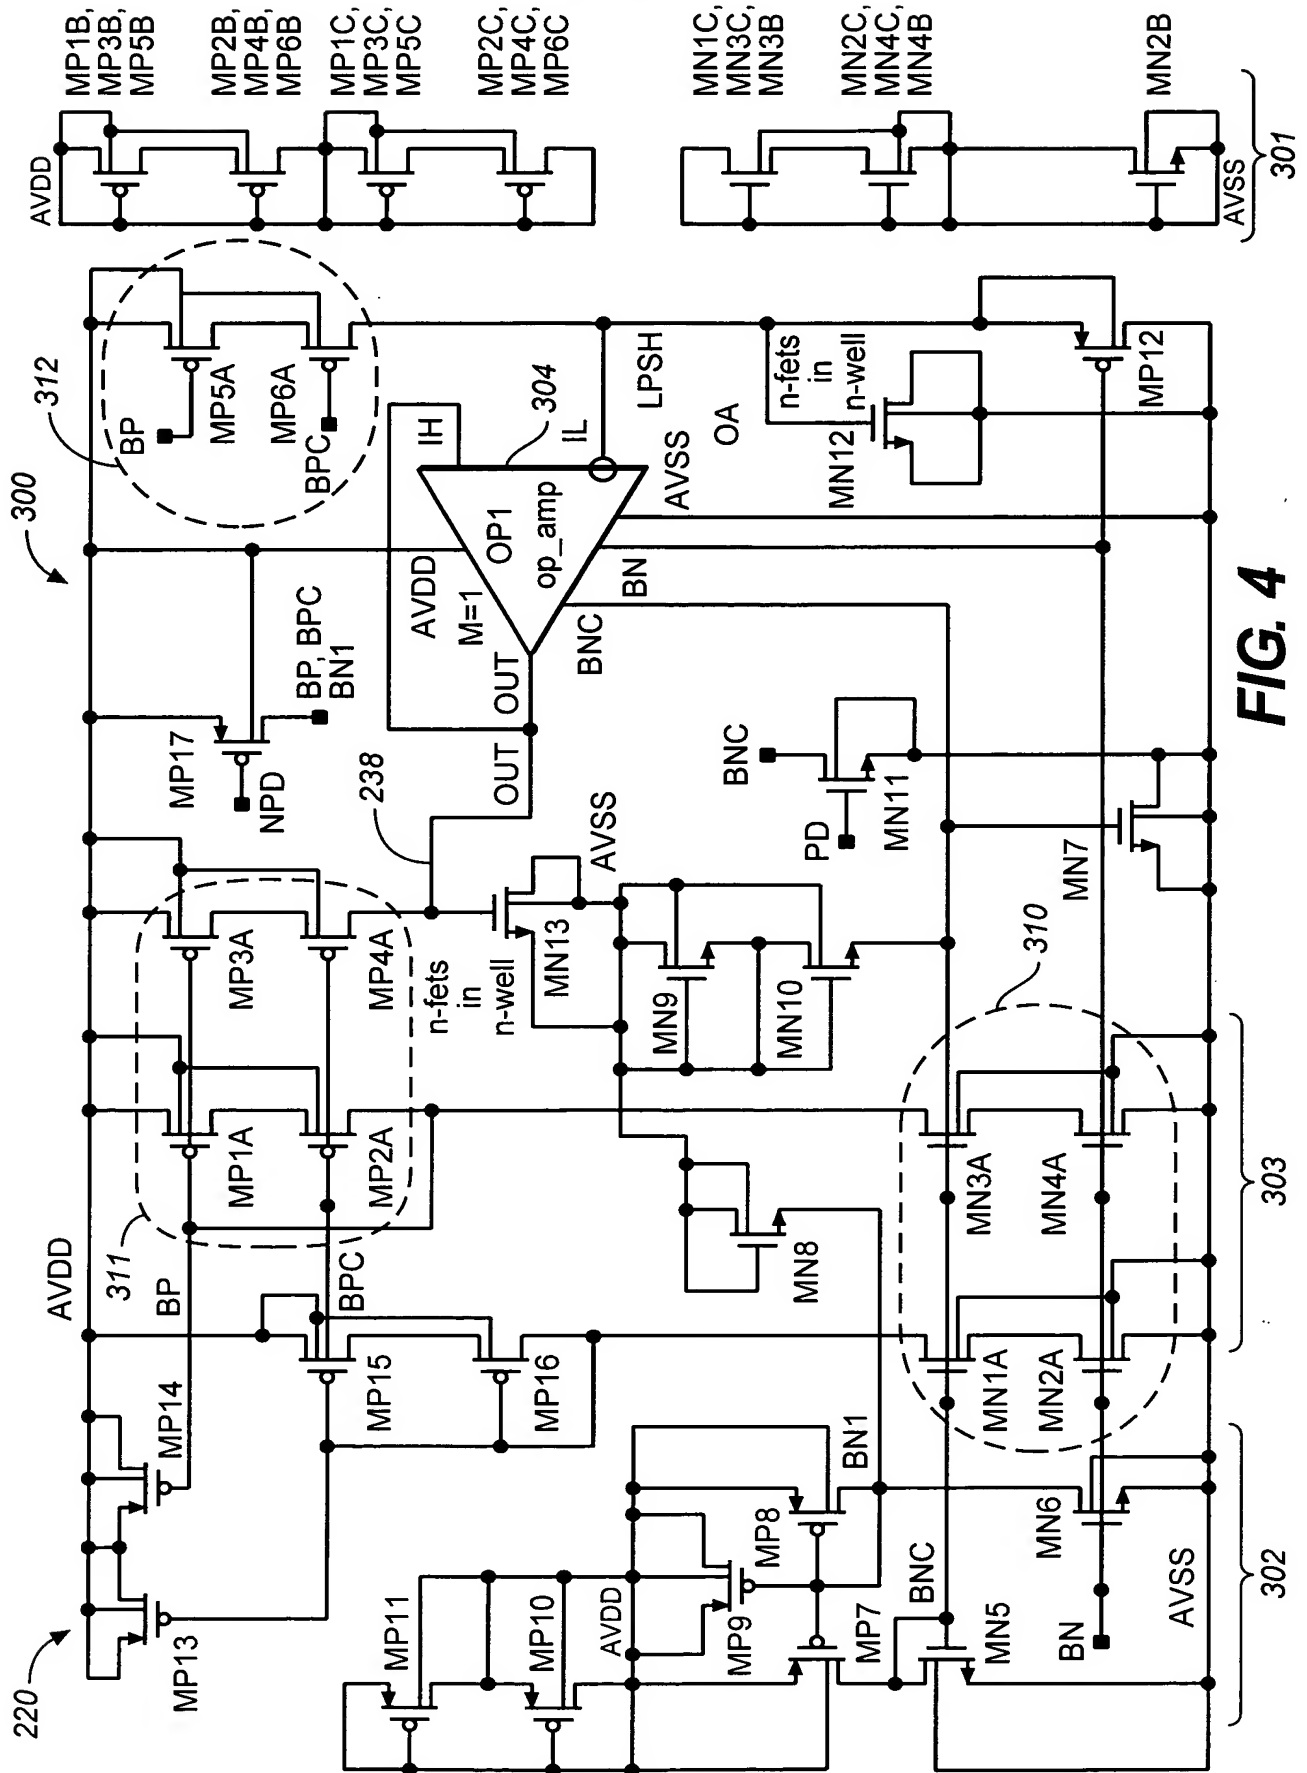 220
300
AVDD
MP13
MP14
BP
311
MP1A
MP3A
MP2A
MP4A
BPC
MP15
MP16
MP17
NPD
BP, BPC
BN1
312
BP
MP5A
MP6A
BPC
AVDD
MP1B,
MP3B,
MP5B
MP2B,
MP4B,
MP6B
MP1C,
MP3C,
MP5C
MP2C,
MP4C,
MP6C
MN1C,
MN3C,
MN3B
MN2C,
MN4C,
MN4B
MN2B
AVSS
301
238
OUT
OUT
AVDD
M=1
OP1
op_amp
IH
IL
304
LPSH
BNC
BN
AVSS
OA
n-fets
in
n-well
MN12
MP12
n-fets
in
n-well
MN13
AVSS
MN9
MN10
MN8
BNC
PD
MN11
MN7
310
MN3A
MN4A
MN1A
MN2A
303
MP11
MP10
AVDD
MP9
MP8
MP7
BN1
BNC
MN5
MN6
BN
AVSS
302
FIG. 4